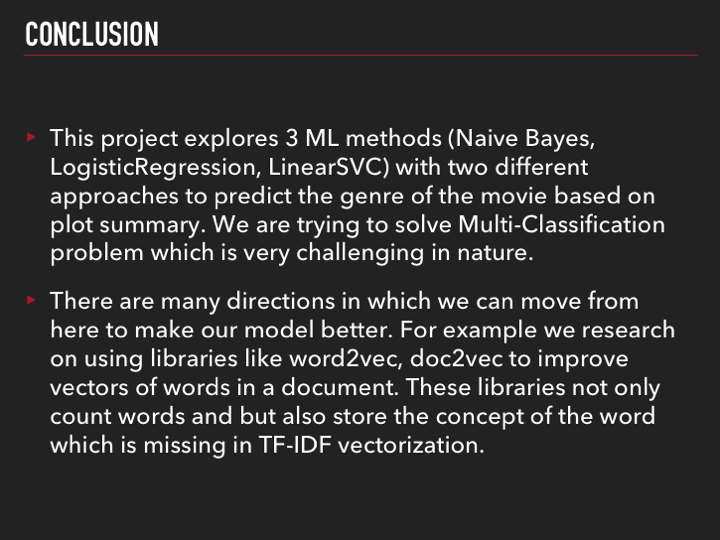 CONCLUSION
This project explores 3 ML methods (Naive Bayes,
LogisticRegression, LinearSVC) with two different
approaches to predict the genre of the movie based on
plot summary. We are trying to solve Multi-Classification
problem which is very challenging in nature.
There are many directions in which we can move from
here to make our model better. For example we research
on using libraries like word2vec, doc2vec to improve
vectors of words in a document. These libraries not only
count words and but also store the concept of the word
which is missing in TF-IDF vectorization.